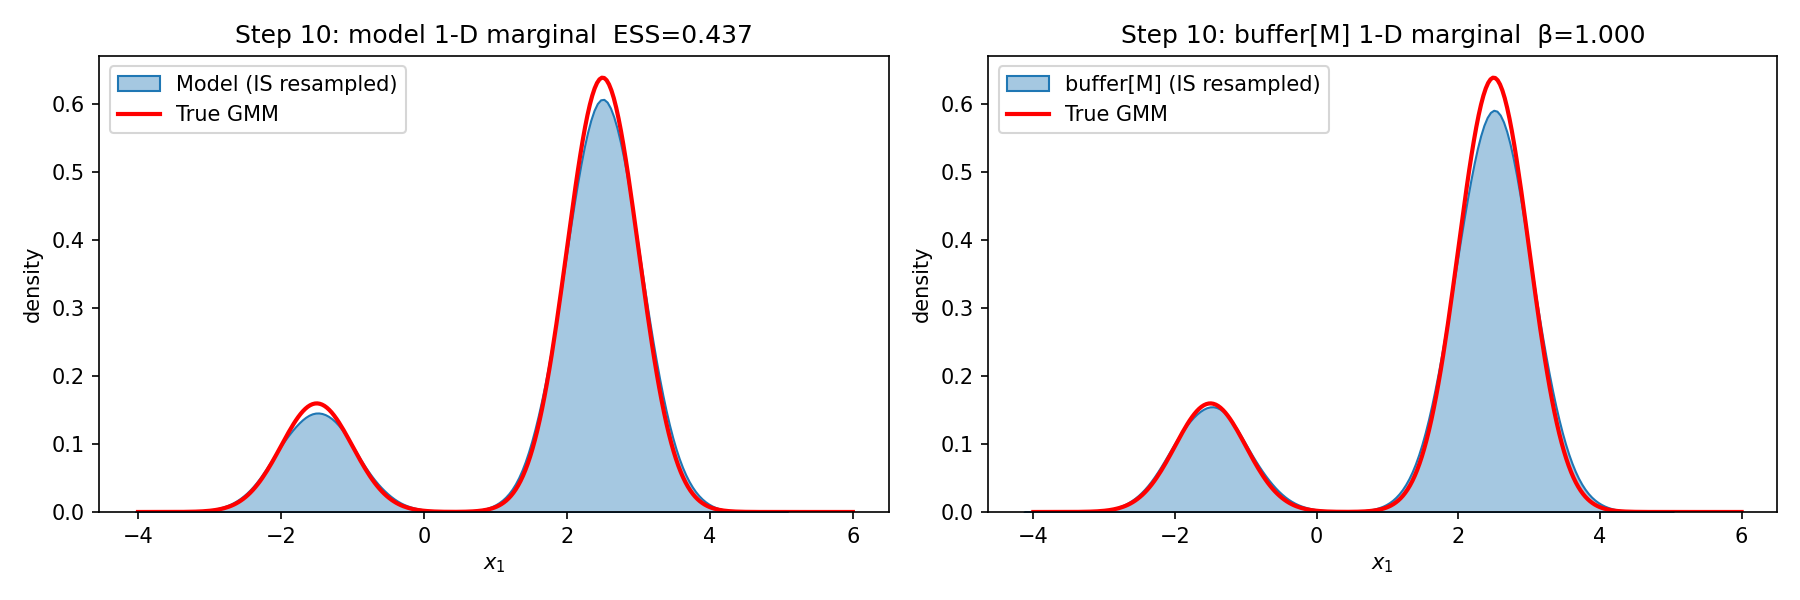 Step 10: model 1-D marginal  ESS=0.437
Model (IS resampled)
True GMM
density
0.6
0.5
0.4
0.3
0.2
0.1
0.0
−4
−2
0
2
4
6
x₁
Step 10: buffer[M] 1-D marginal  β=1.000
buffer[M] (IS resampled)
True GMM
density
0.6
0.5
0.4
0.3
0.2
0.1
0.0
−4
−2
0
2
4
6
x₁